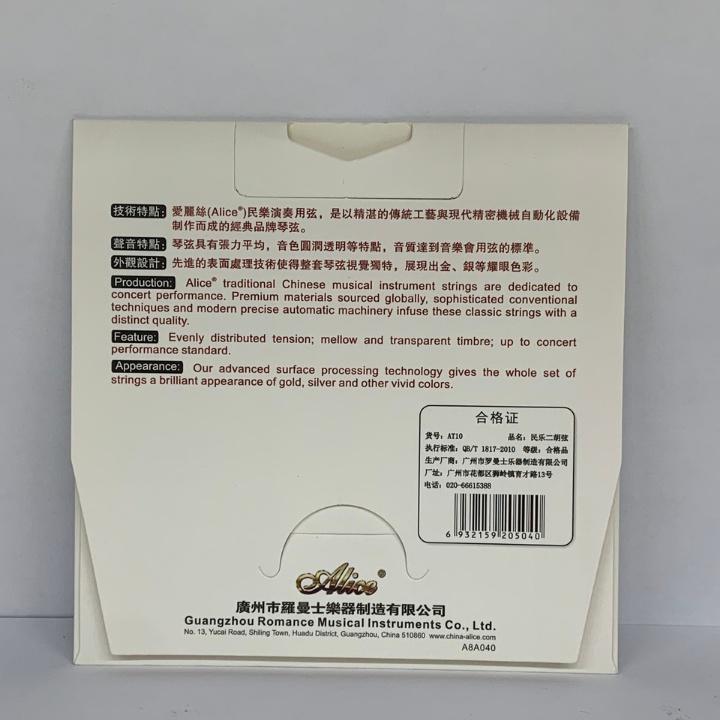 技術特點： 愛麗絲(Alice®)民樂演奏用弦，是以精湛的傳統工藝與現代精密機械自動化設備
制作而成的經典品牌琴弦。
聲音特點： 琴弦具有張力平均，音色圓潤透明等特點，音質達到音樂會用弦的標準。
外觀設計： 先進的表面處理技術使得整套琴弦視覺獨特，展現出金、銀等耀眼色彩。
Production: Alice® traditional Chinese musical instrument strings are dedicated to
concert performance. Premium materials sourced globally, sophisticated conventional
techniques and modern precise automatic machinery infuse these classic strings with a
distinct quality.
Feature: Evenly distributed tension; mellow and transparent timbre; up to concert
performance standard.
Appearance: Our advanced surface processing technology gives the whole set of
strings a brilliant appearance of gold, silver and other vivid colors.
合格证
货号：AT10 品名：民乐二胡弦
执行标准：QB/T 1817-2010 等级：合格品
生产厂商：广州市罗曼士乐器制造有限公司
厂址：广州市花都区狮岭镇育才路13号
电话：020-66615388
6 932159 205040
Alice®
廣州市羅曼士樂器制造有限公司
Guangzhou Romance Musical Instruments Co., Ltd.
No. 13, Yucai Road, Shiling Town, Huadu District, Guangzhou, China 510860 www.china-alice.com
A8A040